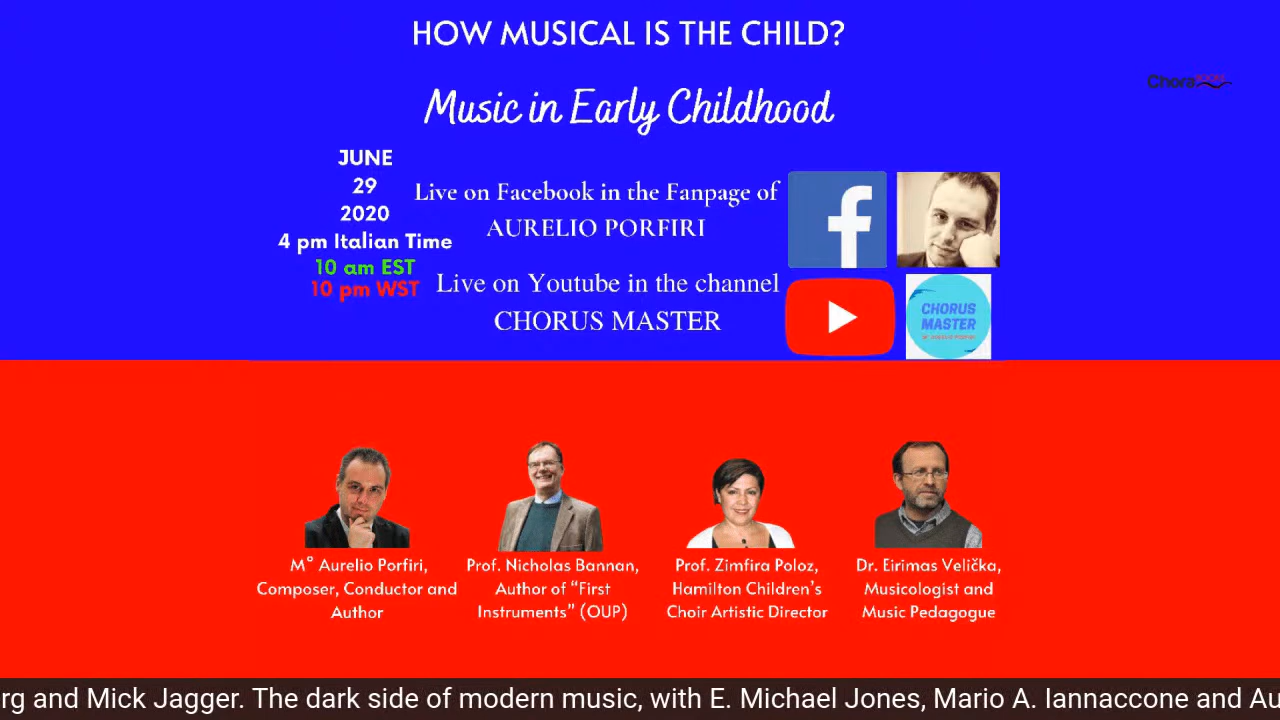 HOW MUSICAL IS THE CHILD?
Music in Early Childhood
JUNE
29
2020
4 pm Italian Time
10 am EST
10 pm WST
Live on Facebook in the Fanpage of
AURELIO PORFIRI
Live on Youtube in the channel
CHORUS MASTER
f
CHORUS
MASTER
BY AURELIO PORFIRI
M° Aurelio Porfiri,
Composer, Conductor and
Author
Prof. Nicholas Bannan,
Author of “First
Instruments” (OUP)
Prof. Zimfira Poloz,
Hamilton Children’s
Choir Artistic Director
Dr. Eirimas Velička,
Musicologist and
Music Pedagogue
rg and Mick Jagger. The dark side of modern music, with E. Michael Jones, Mario A. Iannaccone and Au